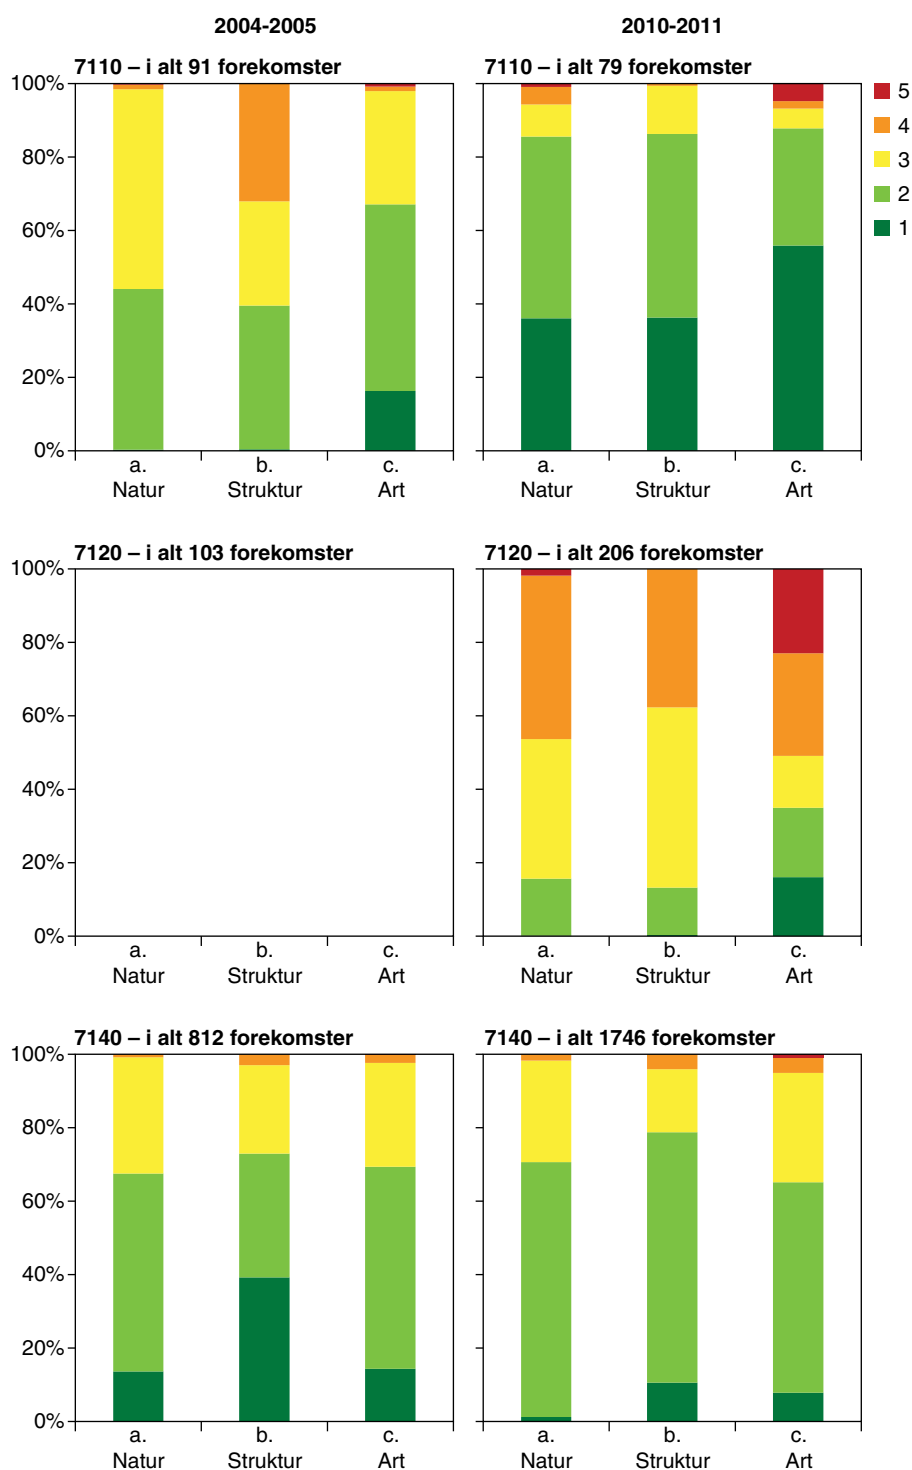 2004-2005
2010-2011
7110 – i alt 91 forekomster
100%
80%
60%
40%
20%
0%
a.
Natur
b.
Struktur
c.
Art
7110 – i alt 79 forekomster
a.
Natur
b.
Struktur
c.
Art
5
4
3
2
1
7120 – i alt 103 forekomster
100%
80%
60%
40%
20%
0%
a.
Natur
b.
Struktur
c.
Art
7120 – i alt 206 forekomster
a.
Natur
b.
Struktur
c.
Art
7140 – i alt 812 forekomster
100%
80%
60%
40%
20%
0%
a.
Natur
b.
Struktur
c.
Art
7140 – i alt 1746 forekomster
a.
Natur
b.
Struktur
c.
Art